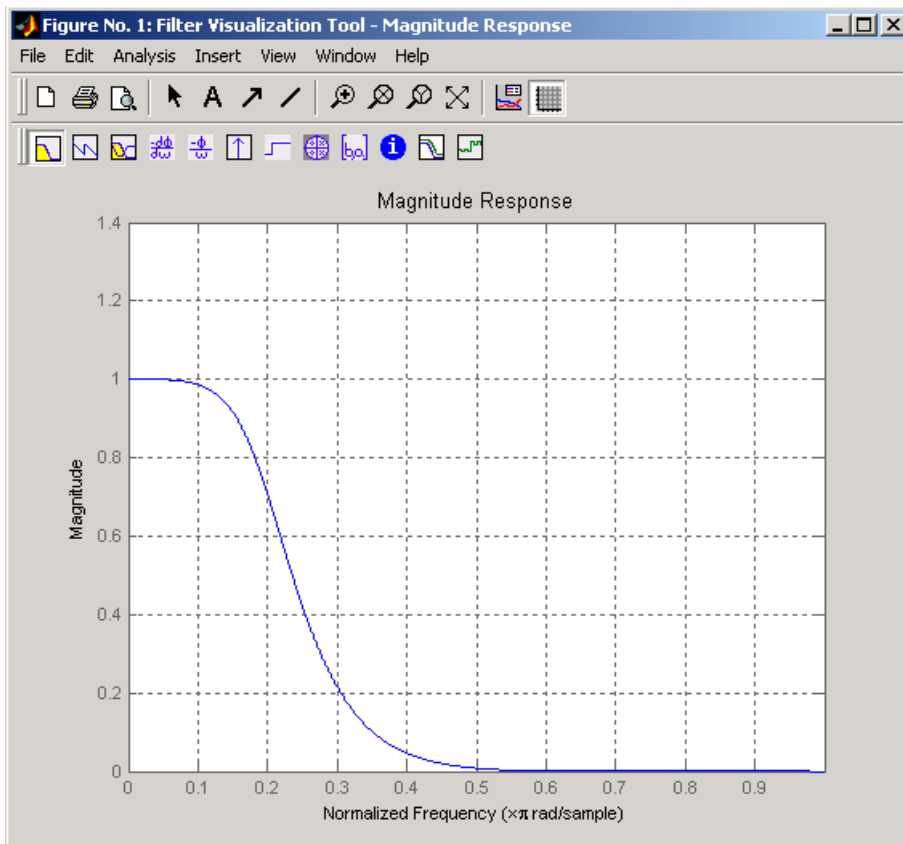 Figure No. 1: Filter Visualization Tool - Magnitude Response
File Edit Analysis Insert View Window Help
A
Magnitude Response
1.4
1.2
1
0.8
0.6
0.4
0.2
0
Magnitude
0 0.1 0.2 0.3 0.4 0.5 0.6 0.7 0.8 0.9
Normalized Frequency (×π rad/sample)